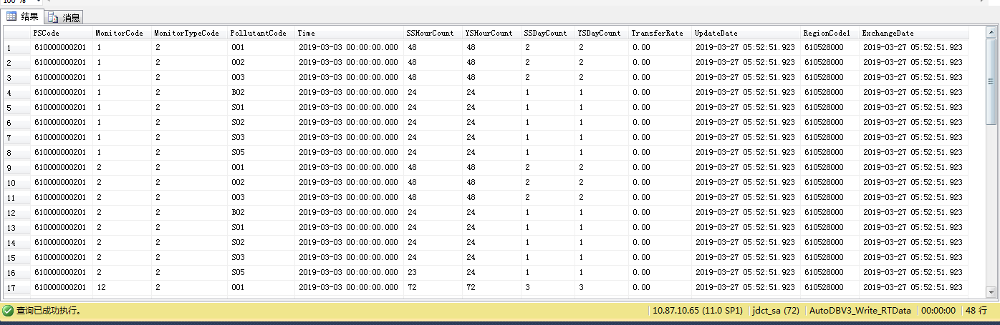 100 %
结果 消息
PSCode MonitorCode MonitorTypeCode PollutantCode Time SSHourCount YSHourCount SSDayCount YSDayCount TransferRate UpdateDate RegionCode1 ExchangeDate
1 610000000201 1 2 001 2019-03-03 00:00:00.000 48 48 2 2 0.00 2019-03-27 05:52:51.923 610528000 2019-03-27 05:52:51.923
2 610000000201 1 2 002 2019-03-03 00:00:00.000 48 48 2 2 0.00 2019-03-27 05:52:51.923 610528000 2019-03-27 05:52:51.923
3 610000000201 1 2 003 2019-03-03 00:00:00.000 48 48 2 2 0.00 2019-03-27 05:52:51.923 610528000 2019-03-27 05:52:51.923
4 610000000201 1 2 B02 2019-03-03 00:00:00.000 24 24 1 1 0.00 2019-03-27 05:52:51.923 610528000 2019-03-27 05:52:51.923
5 610000000201 1 2 S01 2019-03-03 00:00:00.000 24 24 1 1 0.00 2019-03-27 05:52:51.923 610528000 2019-03-27 05:52:51.923
6 610000000201 1 2 S02 2019-03-03 00:00:00.000 24 24 1 1 0.00 2019-03-27 05:52:51.923 610528000 2019-03-27 05:52:51.923
7 610000000201 1 2 S03 2019-03-03 00:00:00.000 24 24 1 1 0.00 2019-03-27 05:52:51.923 610528000 2019-03-27 05:52:51.923
8 610000000201 1 2 S05 2019-03-03 00:00:00.000 24 24 1 1 0.00 2019-03-27 05:52:51.923 610528000 2019-03-27 05:52:51.923
9 610000000201 2 2 001 2019-03-03 00:00:00.000 48 48 2 2 0.00 2019-03-27 05:52:51.923 610528000 2019-03-27 05:52:51.923
10 610000000201 2 2 002 2019-03-03 00:00:00.000 48 48 2 2 0.00 2019-03-27 05:52:51.923 610528000 2019-03-27 05:52:51.923
11 610000000201 2 2 003 2019-03-03 00:00:00.000 48 48 2 2 0.00 2019-03-27 05:52:51.923 610528000 2019-03-27 05:52:51.923
12 610000000201 2 2 B02 2019-03-03 00:00:00.000 24 24 1 1 0.00 2019-03-27 05:52:51.923 610528000 2019-03-27 05:52:51.923
13 610000000201 2 2 S01 2019-03-03 00:00:00.000 24 24 1 1 0.00 2019-03-27 05:52:51.923 610528000 2019-03-27 05:52:51.923
14 610000000201 2 2 S02 2019-03-03 00:00:00.000 24 24 1 1 0.00 2019-03-27 05:52:51.923 610528000 2019-03-27 05:52:51.923
15 610000000201 2 2 S03 2019-03-03 00:00:00.000 24 24 1 1 0.00 2019-03-27 05:52:51.923 610528000 2019-03-27 05:52:51.923
16 610000000201 2 2 S05 2019-03-03 00:00:00.000 23 24 1 1 0.00 2019-03-27 05:52:51.923 610528000 2019-03-27 05:52:51.923
17 610000000201 12 2 001 2019-03-03 00:00:00.000 72 72 3 3 0.00 2019-03-27 05:52:51.923 610528000 2019-03-27 05:52:51.923
查询已成功执行。 10.87.10.65 (11.0 SP1) jdct_sa (72) AutoDBV3_Write_RTData 00:00:00 48 行